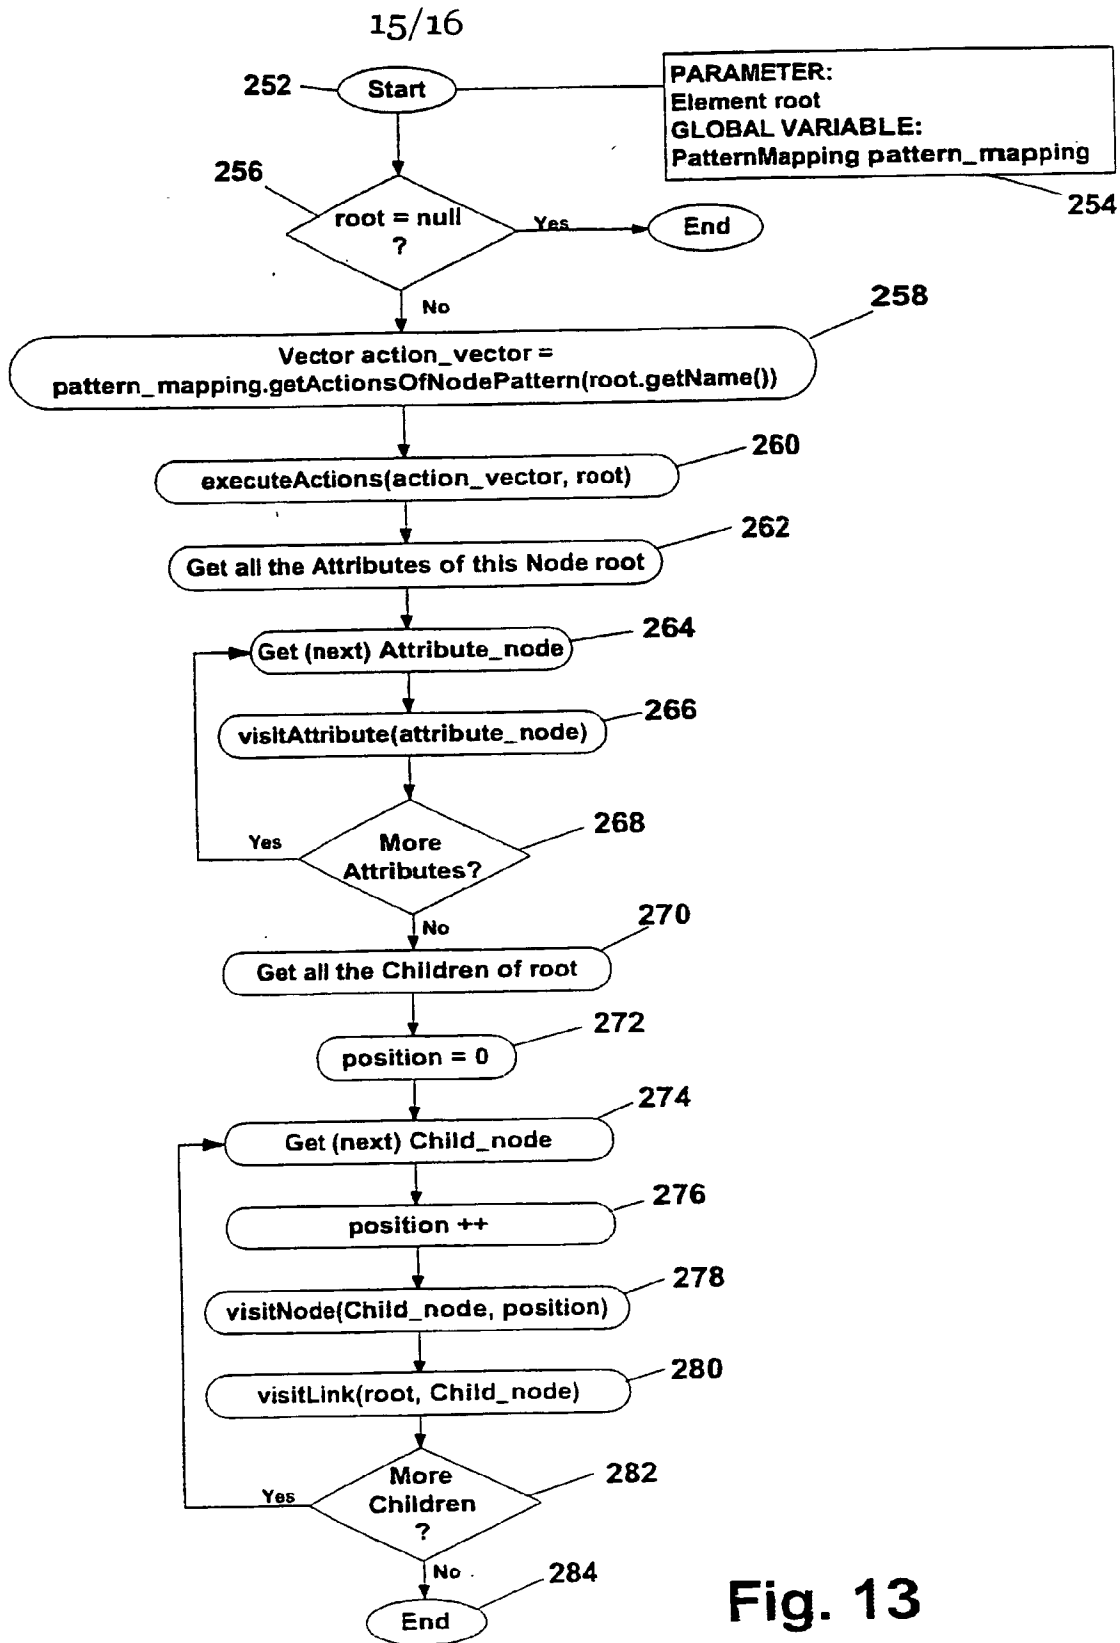 15/16
252
Start
PARAMETER:
Element root
GLOBAL VARIABLE:
PatternMapping pattern_mapping
254
256
root = null
?
Yes
End
No
258
Vector action_vector =
pattern_mapping.getActionsOfNodePattern(root.getName())
260
executeActions(action_vector, root)
262
Get all the Attributes of this Node root
264
Get (next) Attribute_node
266
visitAttribute(attribute_node)
268
Yes
More
Attributes?
No
270
Get all the Children of root
272
position = 0
274
Get (next) Child_node
276
position ++
278
visitNode(Child_node, position)
280
visitLink(root, Child_node)
282
Yes
More
Children
?
No
284
End
Fig. 13